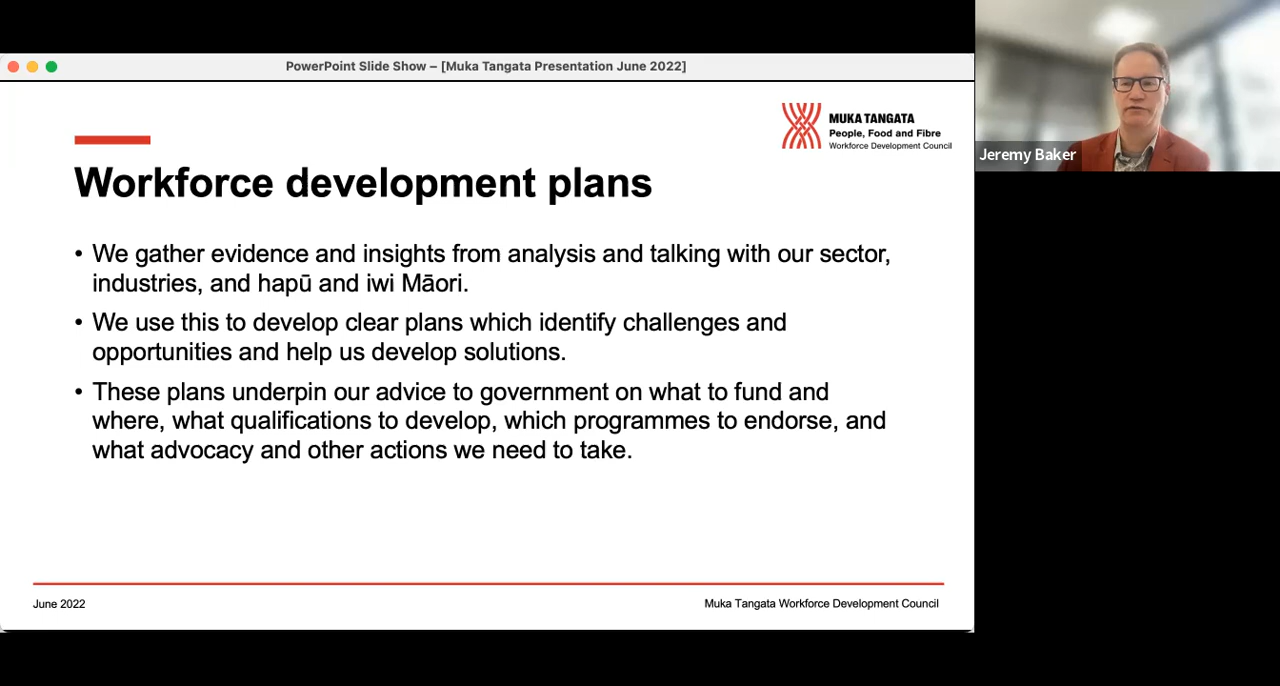 PowerPoint Slide Show – [Muka Tangata Presentation June 2022]
MUKA TANGATA
People, Food and Fibre
Workforce Development Council
Jeremy Baker
Workforce development plans
• We gather evidence and insights from analysis and talking with our sector,
industries, and hapū and iwi Māori.
• We use this to develop clear plans which identify challenges and
opportunities and help us develop solutions.
• These plans underpin our advice to government on what to fund and
where, what qualifications to develop, which programmes to endorse, and
what advocacy and other actions we need to take.
June 2022
Muka Tangata Workforce Development Council